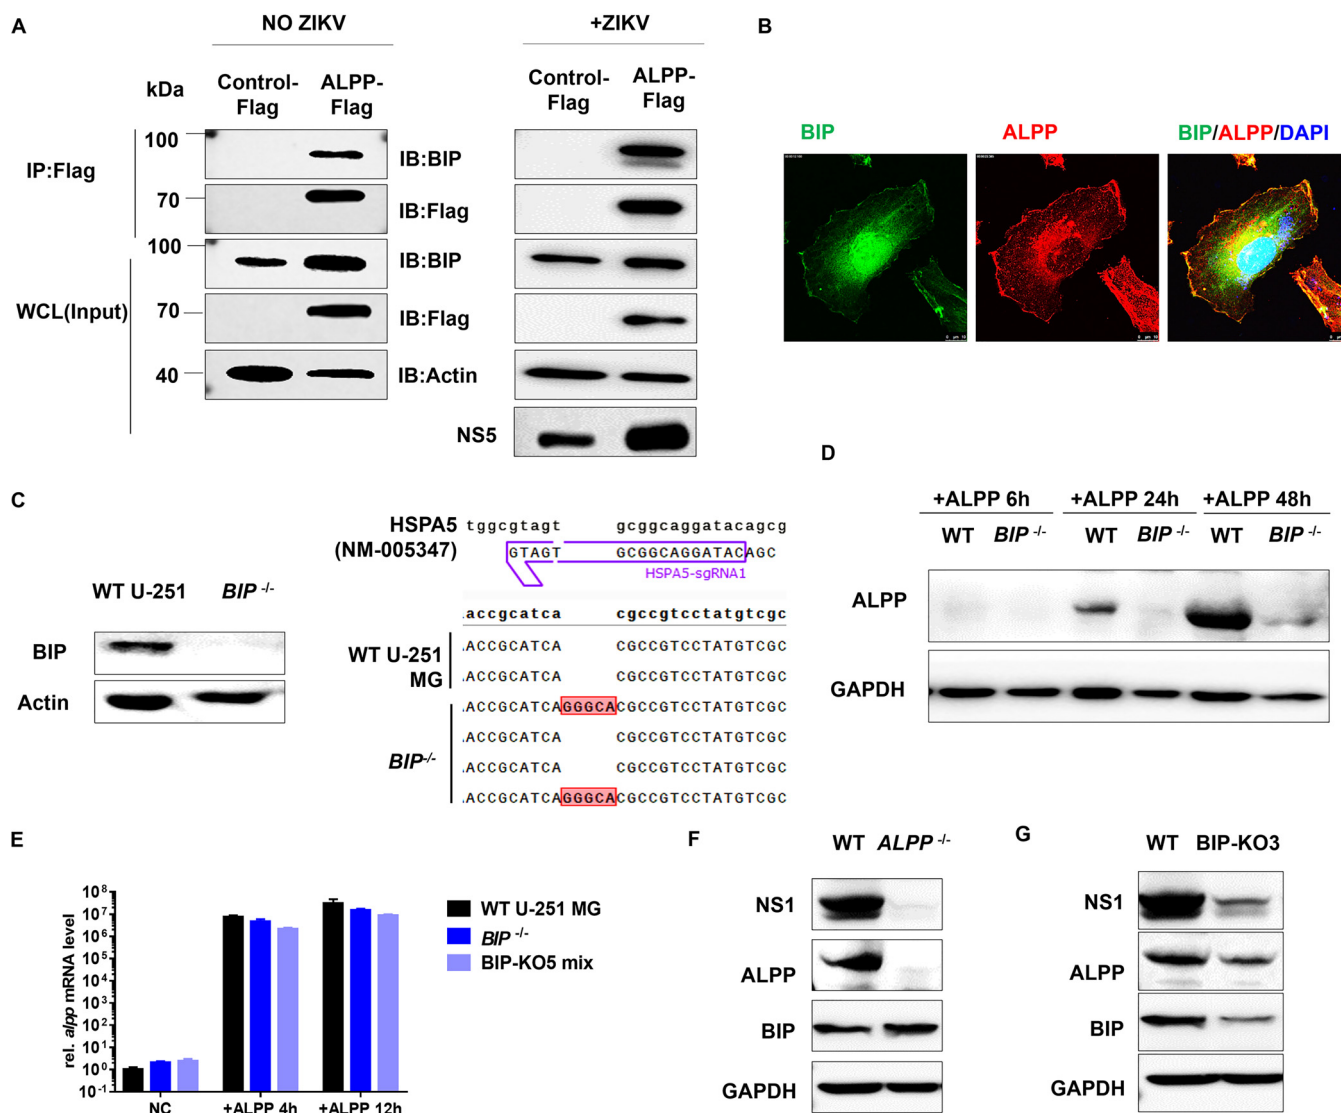 A
NO ZIKV
+ZIKV
kDa
Control-
Flag
ALPP-
Flag
Control-
Flag
ALPP-
Flag
IP:Flag
100
IB:BIP
70
IB:Flag
WCL(Input)
100
IB:BIP
70
IB:Flag
40
IB:Actin
NS5
B
BIP
ALPP
BIP/ALPP/DAPI
C
WT U-251
BIP -/-
BIP
Actin
HSPA5
(NM-005347)
tggcgtagt gcggcaggatacagcg
GTAGT GCGGCAGGATACAGC
HSPA5-sgRNA1
accgcatca cgccgtcctatgtcgc
WT U-251
MG
ACCGCATCA CGCCGTCCTATGTCGC
ACCGCATCA CGCCGTCCTATGTCGC
BIP-/-
ACCGCATCAGGGCACGCCGTCCTATGTCGC
ACCGCATCA CGCCGTCCTATGTCGC
ACCGCATCA CGCCGTCCTATGTCGC
ACCGCATCAGGGCACGCCGTCCTATGTCGC
D
+ALPP 6h +ALPP 24h +ALPP 48h
WT BIP-/- WT BIP-/- WT BIP-/-
ALPP
GAPDH
E
rel. alpp mRNA level
10^8
10^7
10^6
10^5
10^4
10^3
10^2
10^1
10^0
10^-1
NC +ALPP 4h +ALPP 12h
WT U-251 MG
BIP -/-
BIP-KO5 mix
F
WT ALPP -/-
NS1
ALPP
BIP
GAPDH
G
WT BIP-KO3
NS1
ALPP
BIP
GAPDH